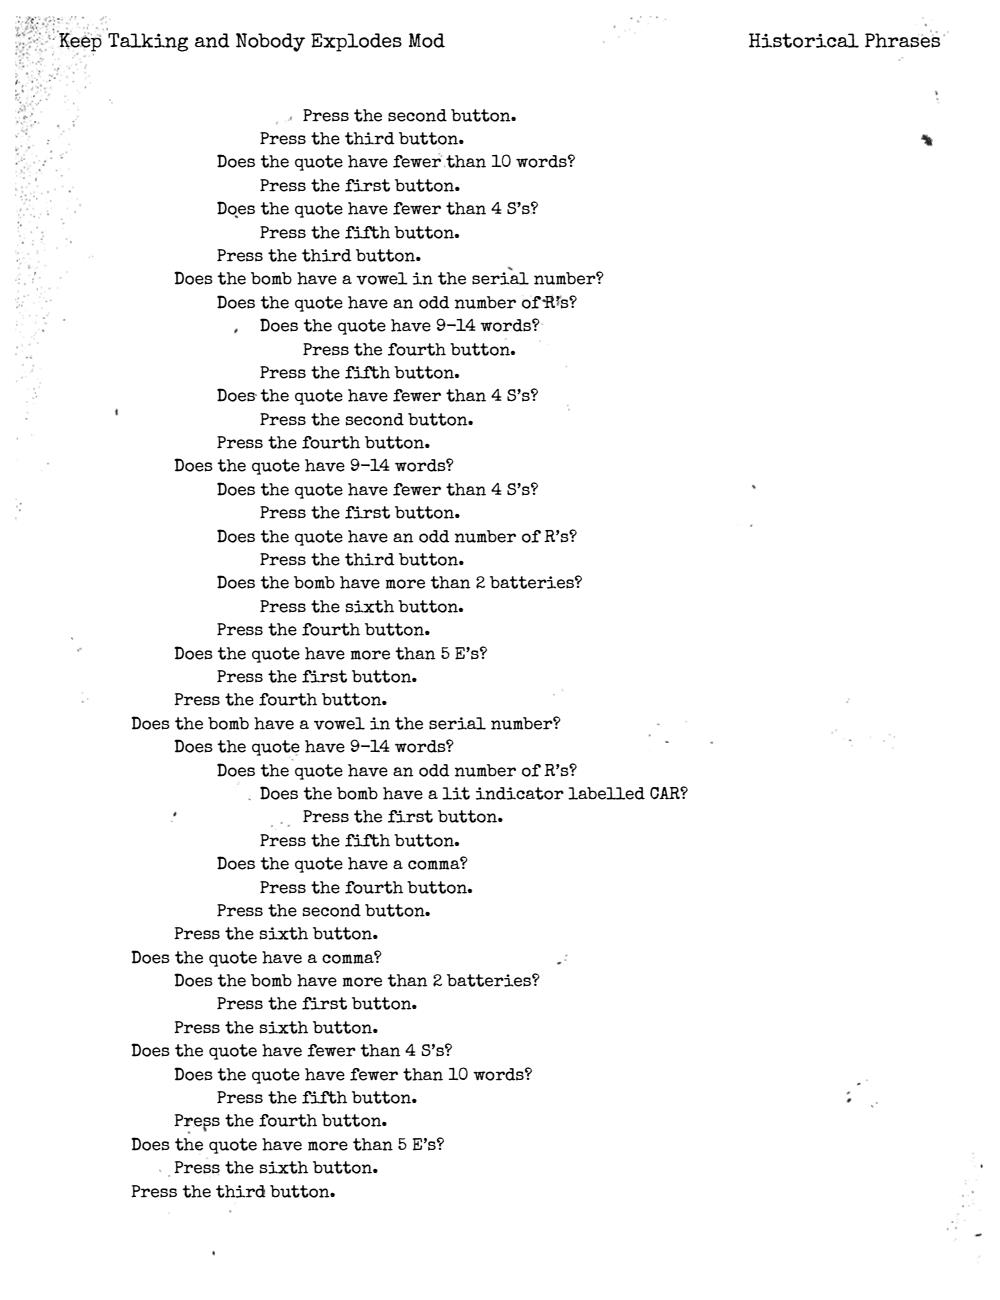 Keep Talking and Nobody Explodes Mod
Historical Phrases
Press the second button.
Press the third button.
Does the quote have fewer than 10 words?
Press the first button.
Does the quote have fewer than 4 S's?
Press the fifth button.
Press the third button.
Does the bomb have a vowel in the serial number?
Does the quote have an odd number of R's?
Does the quote have 9-14 words?
Press the fourth button.
Press the fifth button.
Does the quote have fewer than 4 S's?
Press the second button.
Press the fourth button.
Does the quote have 9-14 words?
Does the quote have fewer than 4 S's?
Press the first button.
Does the quote have an odd number of R's?
Press the third button.
Does the bomb have more than 2 batteries?
Press the sixth button.
Press the fourth button.
Does the quote have more than 5 E's?
Press the first button.
Press the fourth button.
Does the bomb have a vowel in the serial number?
Does the quote have 9-14 words?
Does the quote have an odd number of R's?
Does the bomb have a lit indicator labelled CAR?
Press the first button.
Press the fifth button.
Does the quote have a comma?
Press the fourth button.
Press the second button.
Press the sixth button.
Does the quote have a comma?
Does the bomb have more than 2 batteries?
Press the first button.
Press the sixth button.
Does the quote have fewer than 4 S's?
Does the quote have fewer than 10 words?
Press the fifth button.
Press the fourth button.
Does the quote have more than 5 E's?
Press the sixth button.
Press the third button.